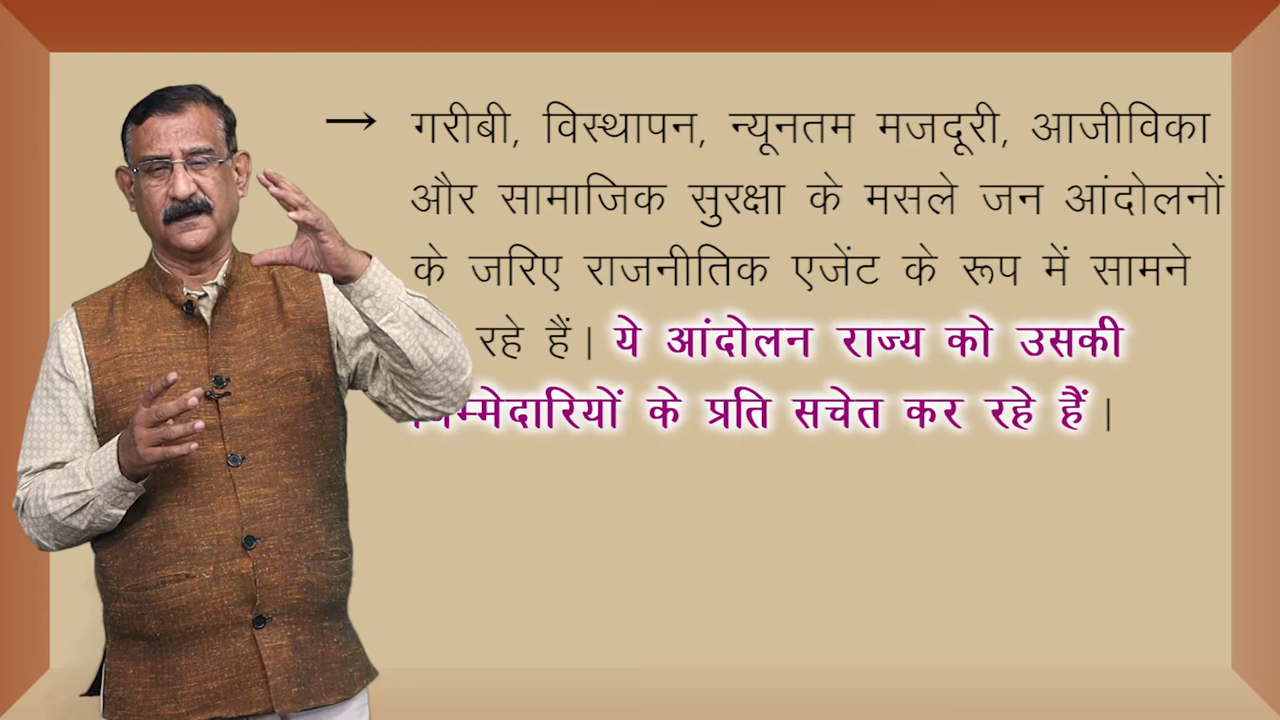 → गरीबी, विस्थापन, न्यूनतम मजदूरी, आजीविका
और सामाजिक सुरक्षा के मसले जन आंदोलनों
के जरिए राजनीतिक एजेंट के रूप में सामने
रहे हैं। ये आंदोलन राज्य को उसकी
के प्रति सचेत कर रहे हैं।